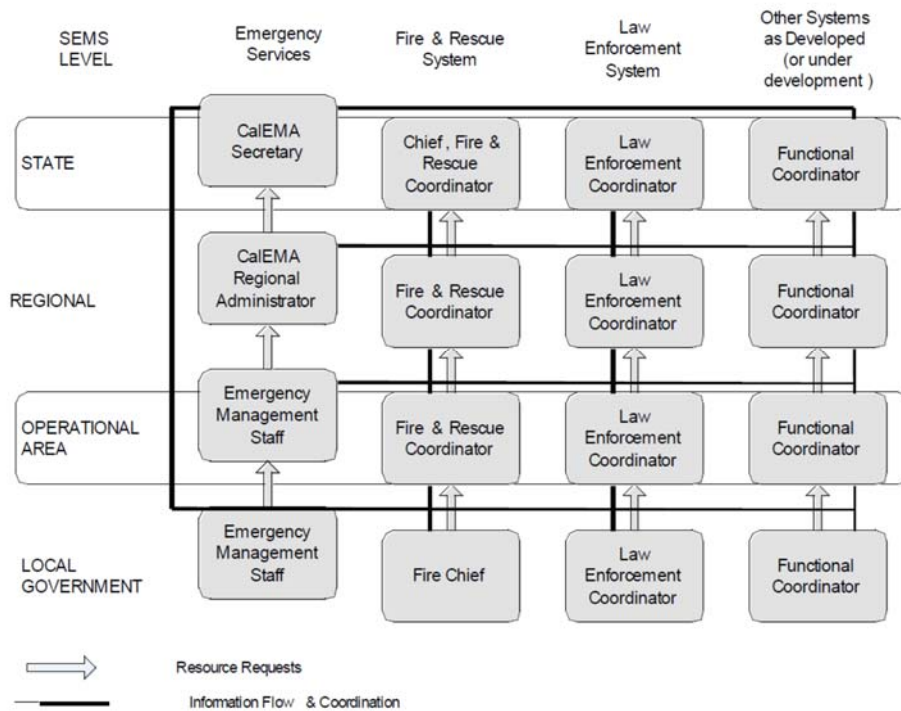 SEMS
LEVEL
Emergency
Services
Fire & Rescue
System
Law
Enforcement
System
Other Systems
as Developed
(or under
development )
STATE
CalEMA
Secretary
Chief , Fire &
Rescue
Coordinator
Law
Enforcement
Coordinator
Functional
Coordinator
REGIONAL
CalEMA
Regional
Administrator
Fire & Rescue
Coordinator
Law
Enforcement
Coordinator
Functional
Coordinator
OPERATIONAL
AREA
Emergency
Management
Staff
Fire & Rescue
Coordinator
Law
Enforcement
Coordinator
Functional
Coordinator
LOCAL
GOVERNMENT
Emergency
Management
Staff
Fire Chief
Law
Enforcement
Coordinator
Functional
Coordinator
Resource Requests
Information Flow & Coordination